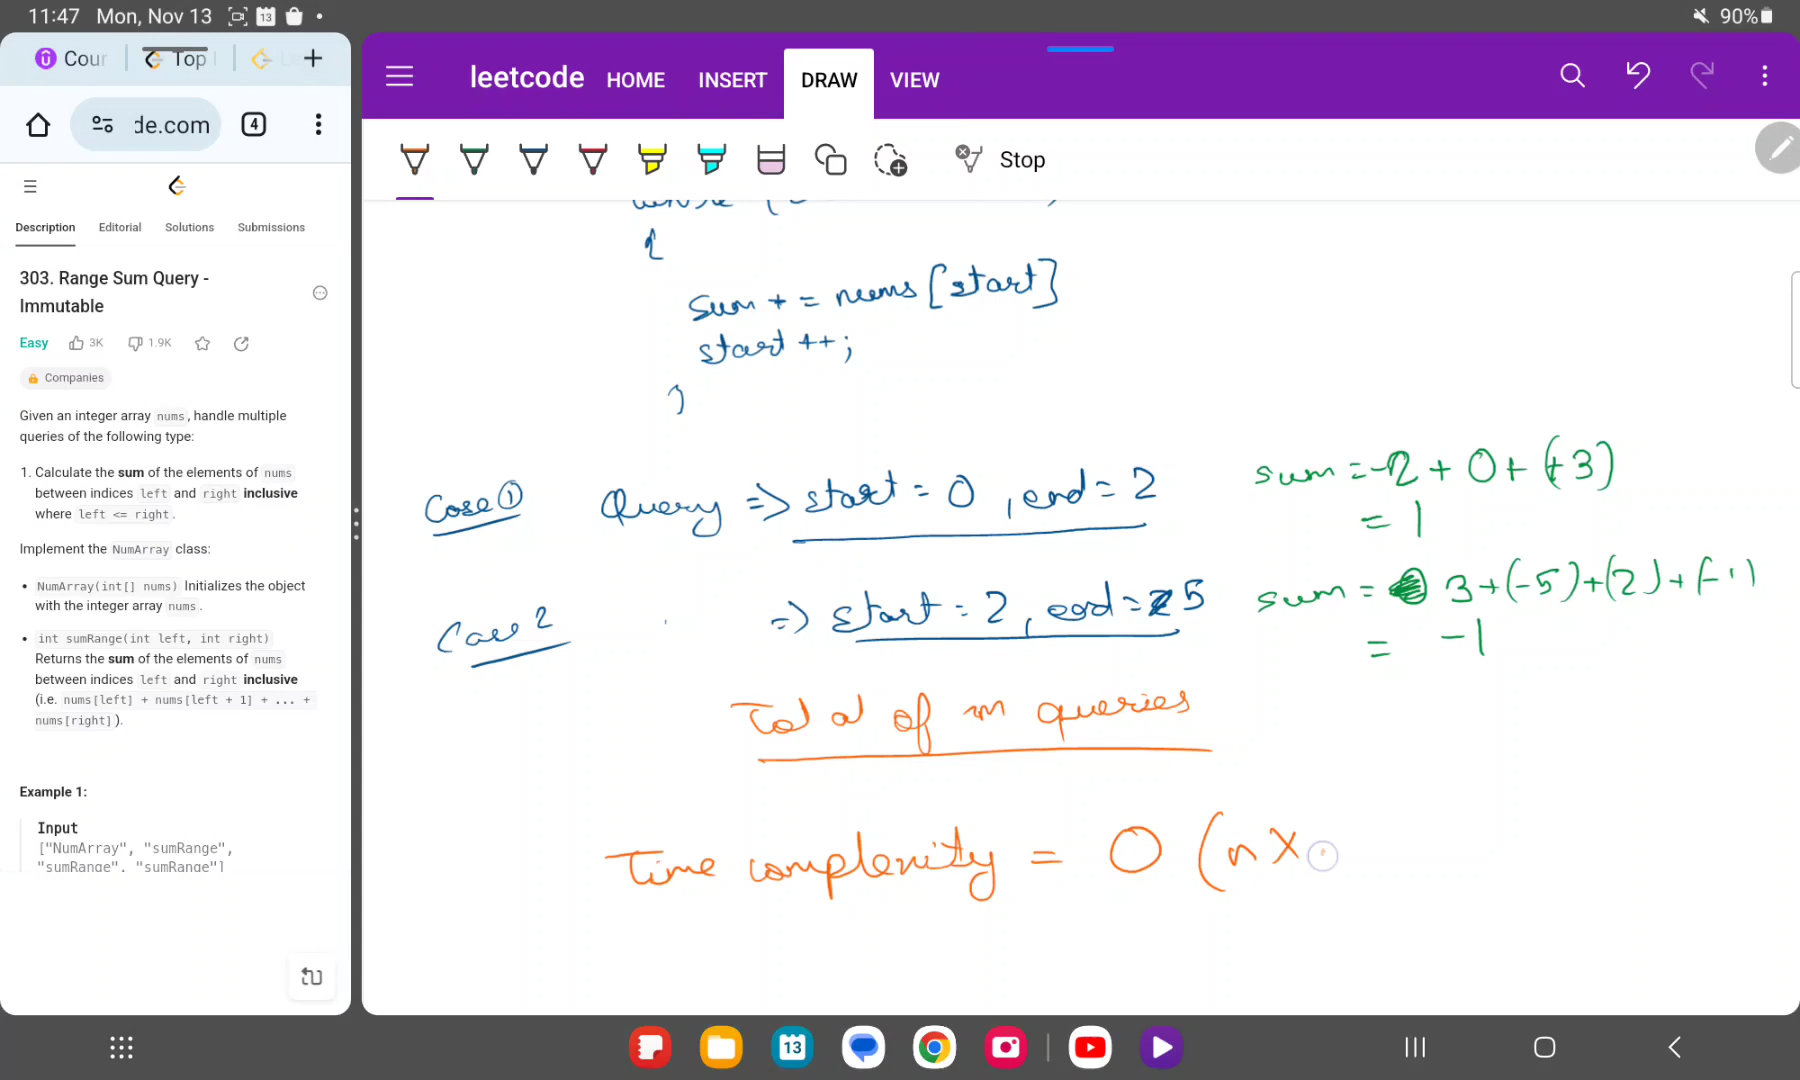 11:47 Mon, Nov 13 13 90%
Cour Top
de.com 4
Description Editorial Solutions Submissions
303. Range Sum Query -
Immutable
Easy 3K 1.9K
Companies
Given an integer array nums, handle multiple
queries of the following type:
1. Calculate the sum of the elements of nums
between indices left and right inclusive
where left <= right.
Implement the NumArray class:
• NumArray(int[] nums) Initializes the object
with the integer array nums.
• int sumRange(int left, int right)
Returns the sum of the elements of nums
between indices left and right inclusive
(i.e. nums[left] + nums[left + 1] + ... +
nums[right]).
Example 1:
Input
["NumArray", "sumRange",
"sumRange", "sumRange"]
leetcode HOME INSERT DRAW VIEW
Stop
{
sum + = nums [start]
start ++;
}
Case ① Query => start = 0, end = 2
sum = -2 + 0 + (+3)
= 1
Case 2 => start = 2, end = 5
sum = 3+(-5)+(2)+(-1)
= -1
Total of m queries
Time complenity = O (n X
13